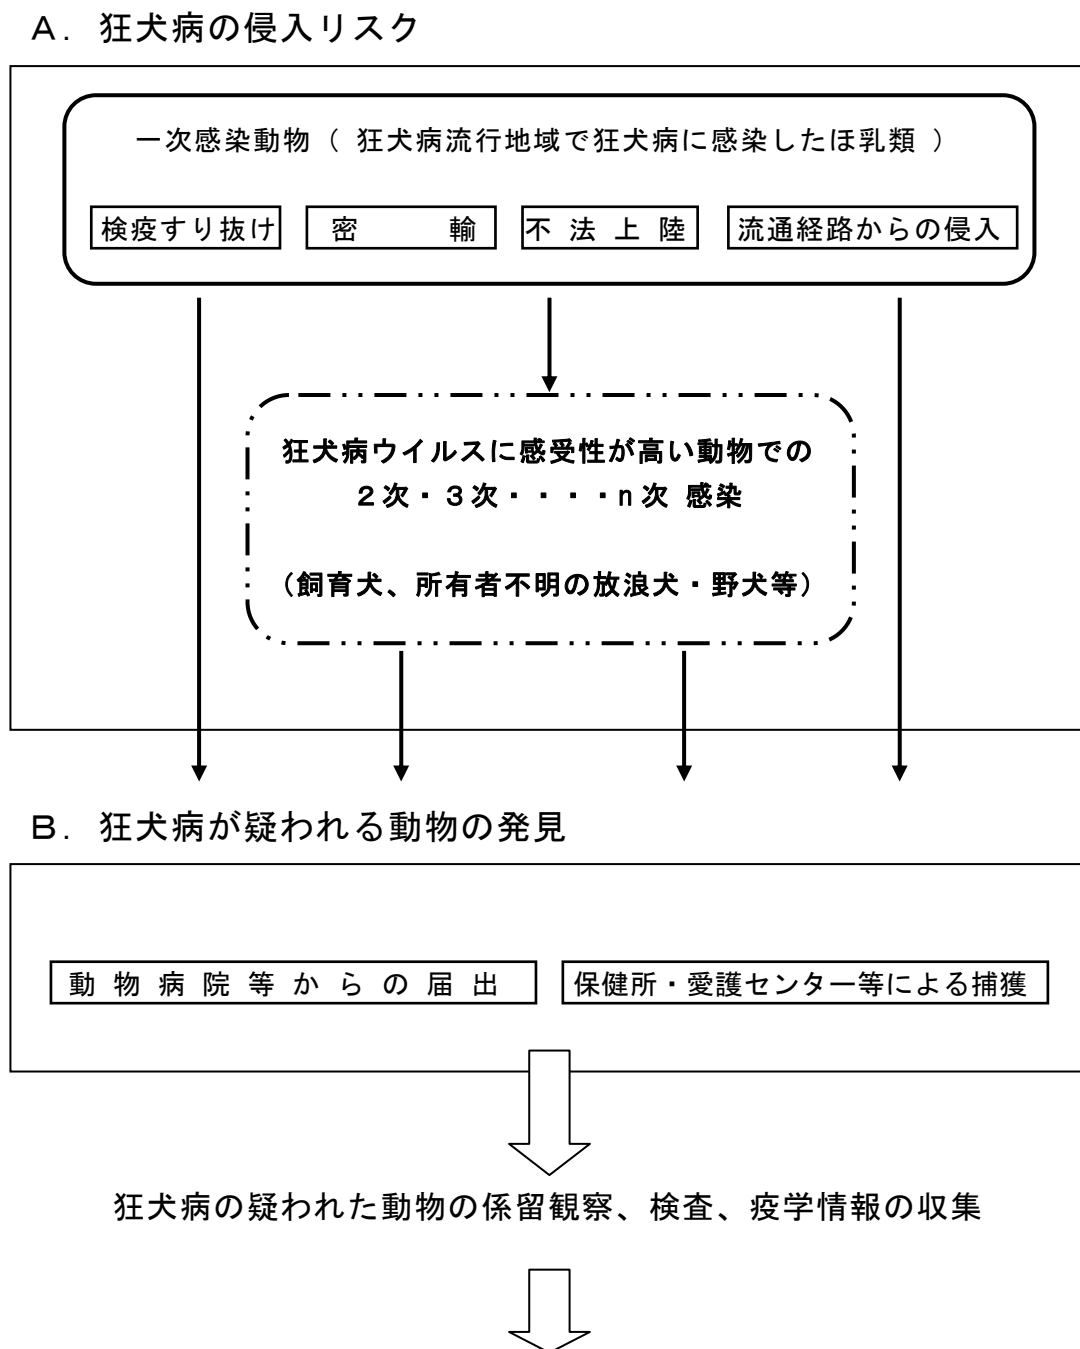 A. 狂犬病の侵入リスク
一次感染動物（ 狂犬病流行地域で狂犬病に感染したほ乳類 ）
検疫すり抜け
密 輸
不 法 上 陸
流通経路からの侵入
狂犬病ウイルスに感受性が高い動物での
２次・３次・・・・n次 感染
（飼育犬、所有者不明の放浪犬・野犬等）
B. 狂犬病が疑われる動物の発見
動 物 病 院 等 か ら の 届 出
保健所・愛護センター等による捕獲
狂犬病の疑われた動物の係留観察、検査、疫学情報の収集